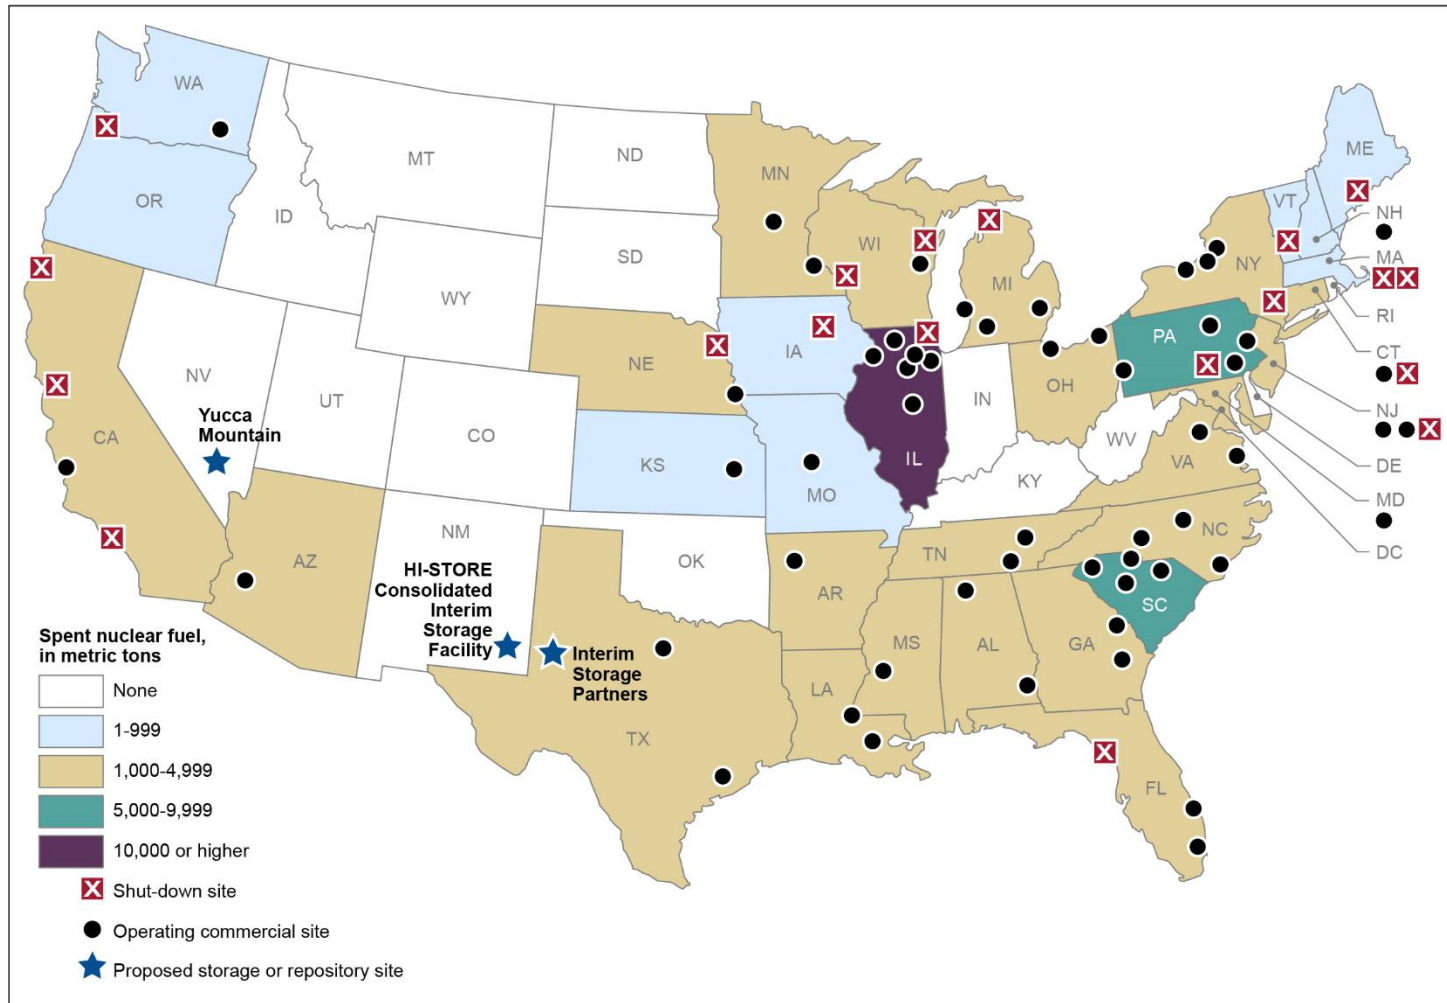 WA
MT
ND
MN
ME
VT
NH
OR
ID
SD
WI
MI
NY
MA
WY
RI
IA
PA
CT
NE
NV
UT
OH
IN
NJ
Yucca
Mountain
CA
CO
KS
MO
IL
WV
VA
DE
KY
MD
NM
NC
DC
AZ
OK
TN
HI-STORE
Consolidated
Interim
Storage
Facility
AR
SC
Interim
Storage
Partners
MS
AL
GA
LA
TX
FL
Spent nuclear fuel,
in metric tons
None
1-999
1,000-4,999
5,000-9,999
10,000 or higher
Shut-down site
Operating commercial site
Proposed storage or repository site